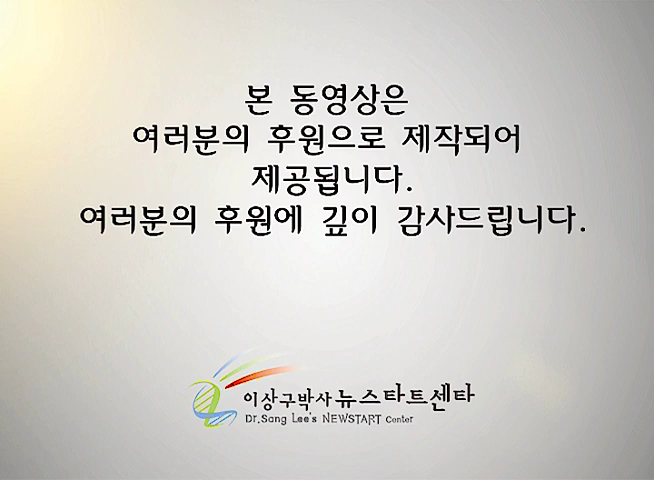 본 동영상은
여러분의 후원으로 제작되어
제공됩니다.
여러분의 후원에 깊이 감사드립니다.
이상구박사 뉴스타트센타
Dr.Sang Lee's NEWSTART Center